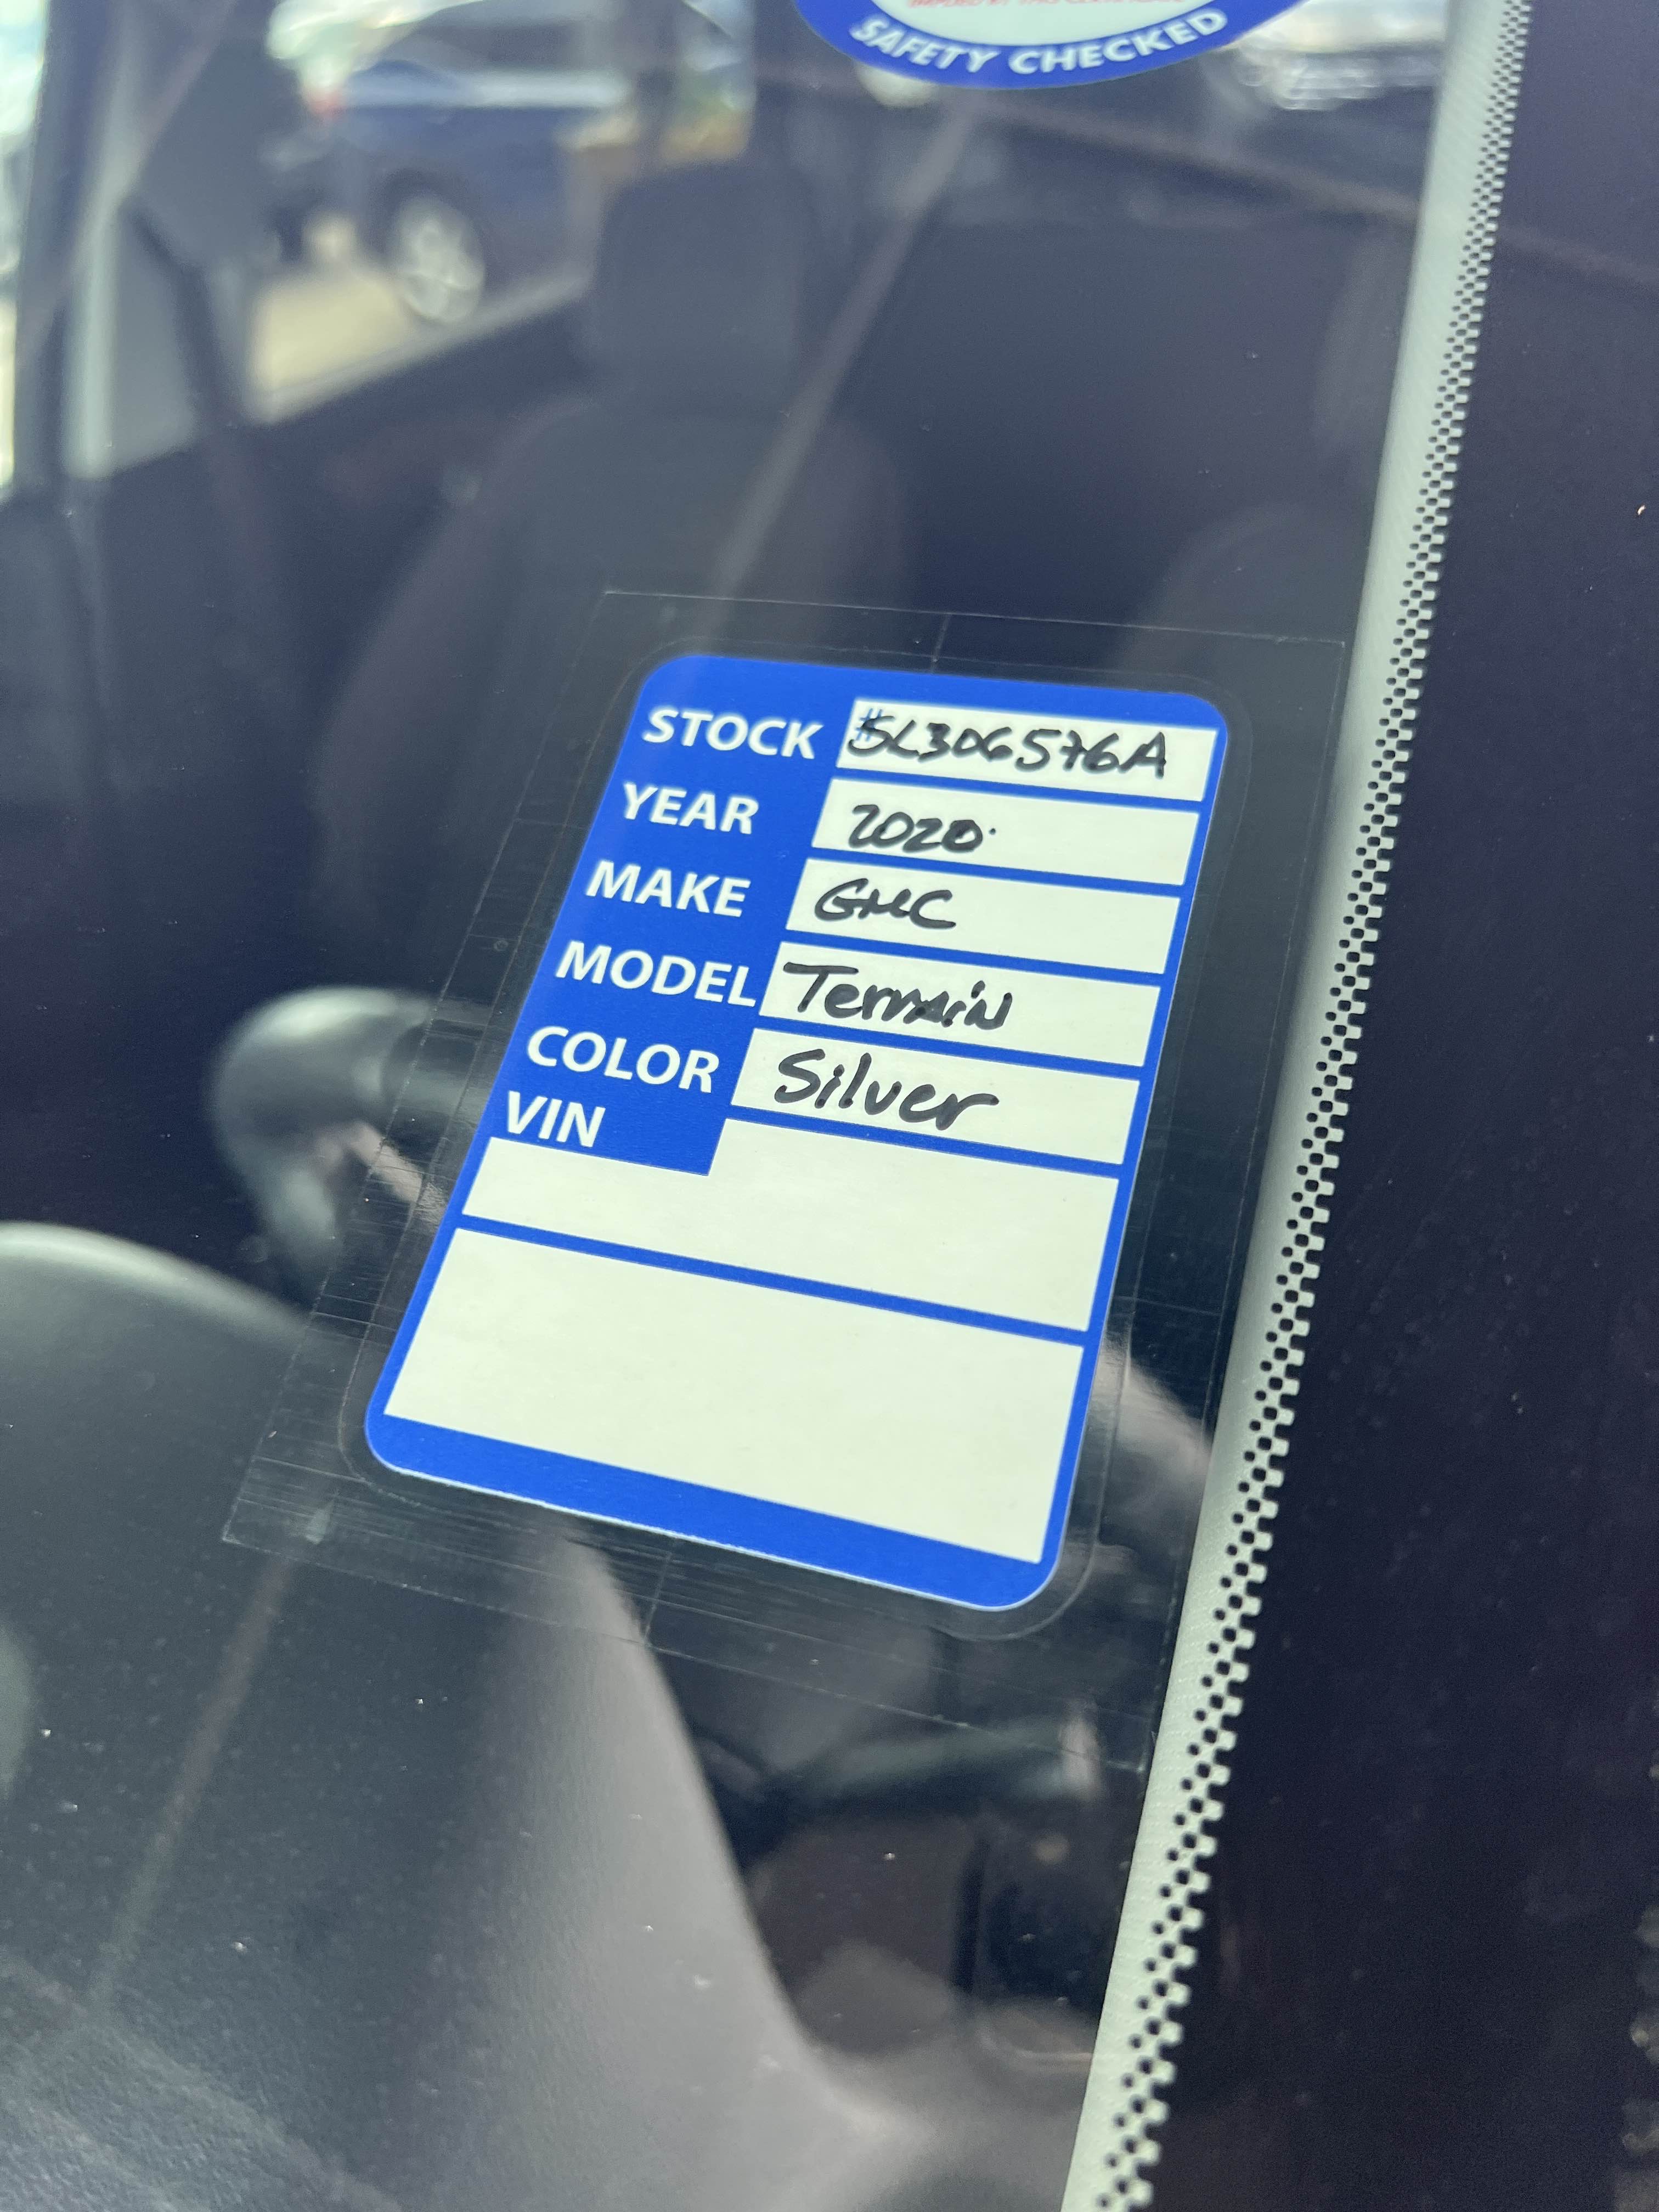 SAFETY CHECKED
STOCK #5L306576A
YEAR 2020
MAKE GMC
MODEL Terrain
COLOR Silver
VIN